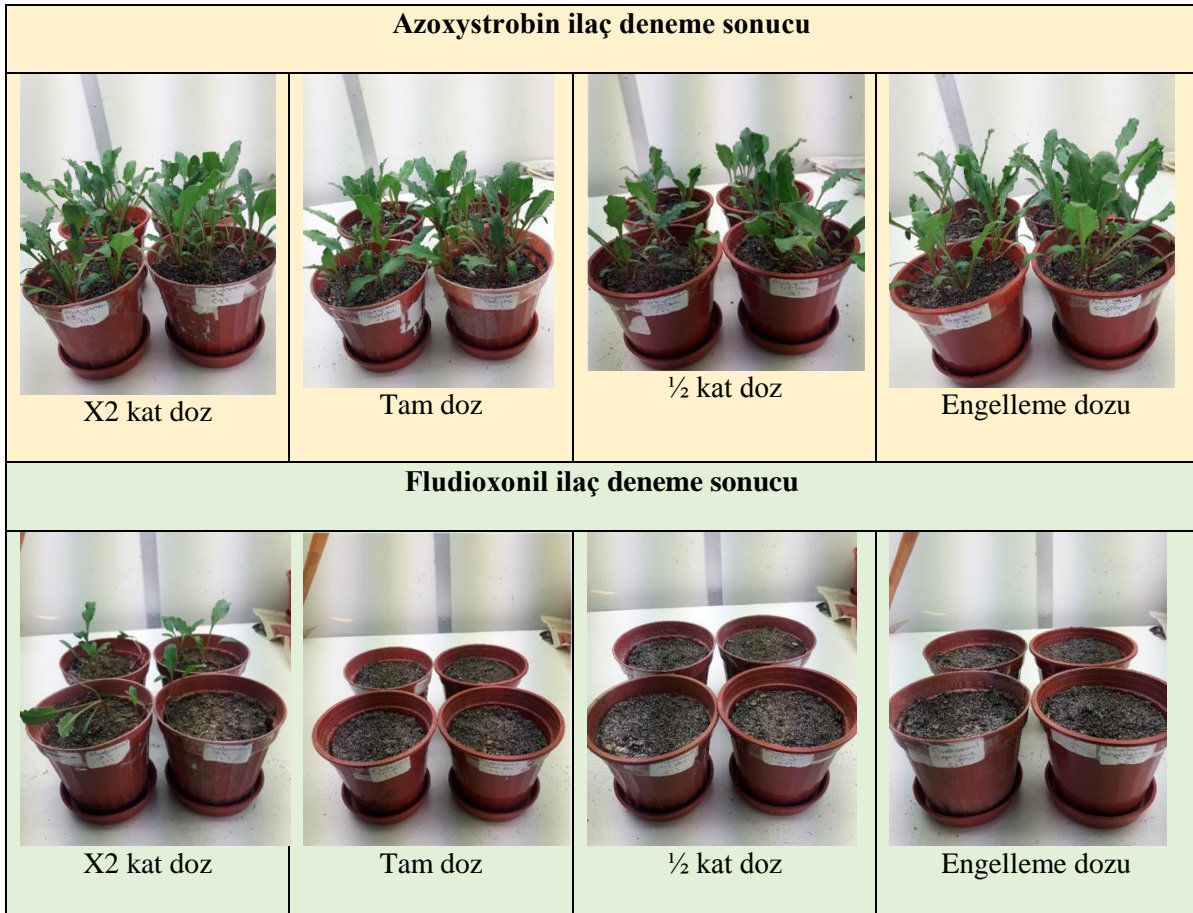 Azoxystrobin ilaç deneme sonucu
X2 kat doz
Tam doz
½ kat doz
Engelleme dozu
Fludioxonil ilaç deneme sonucu
X2 kat doz
Tam doz
½ kat doz
Engelleme dozu